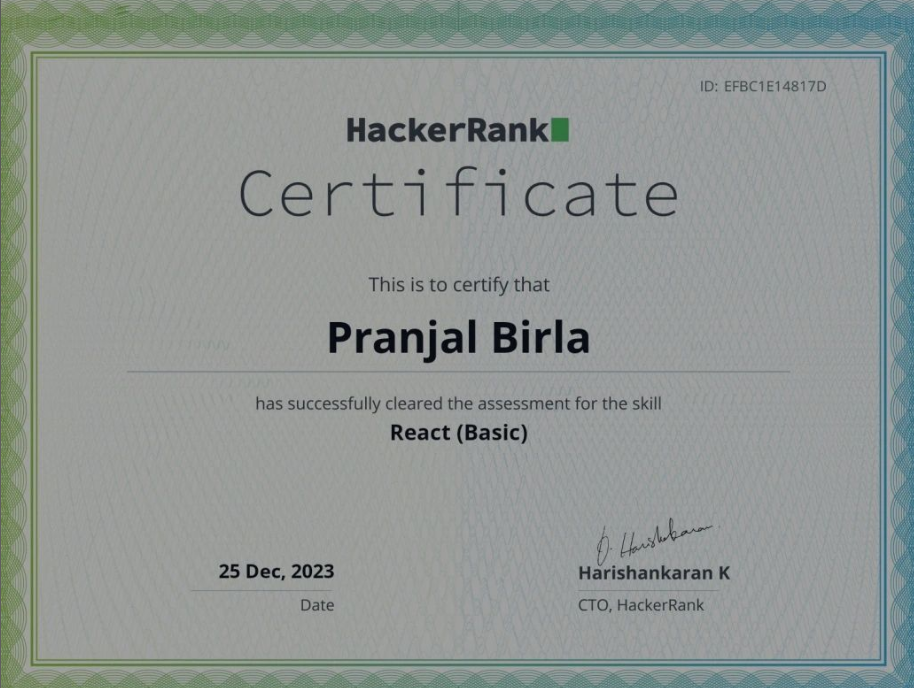 ID: EFBC1E14817D
HackerRank
Certificate
This is to certify that
Pranjal Birla
has successfully cleared the assessment for the skill
React (Basic)
25 Dec, 2023
Date
D. Harishankaran
Harishankaran K
CTO, HackerRank